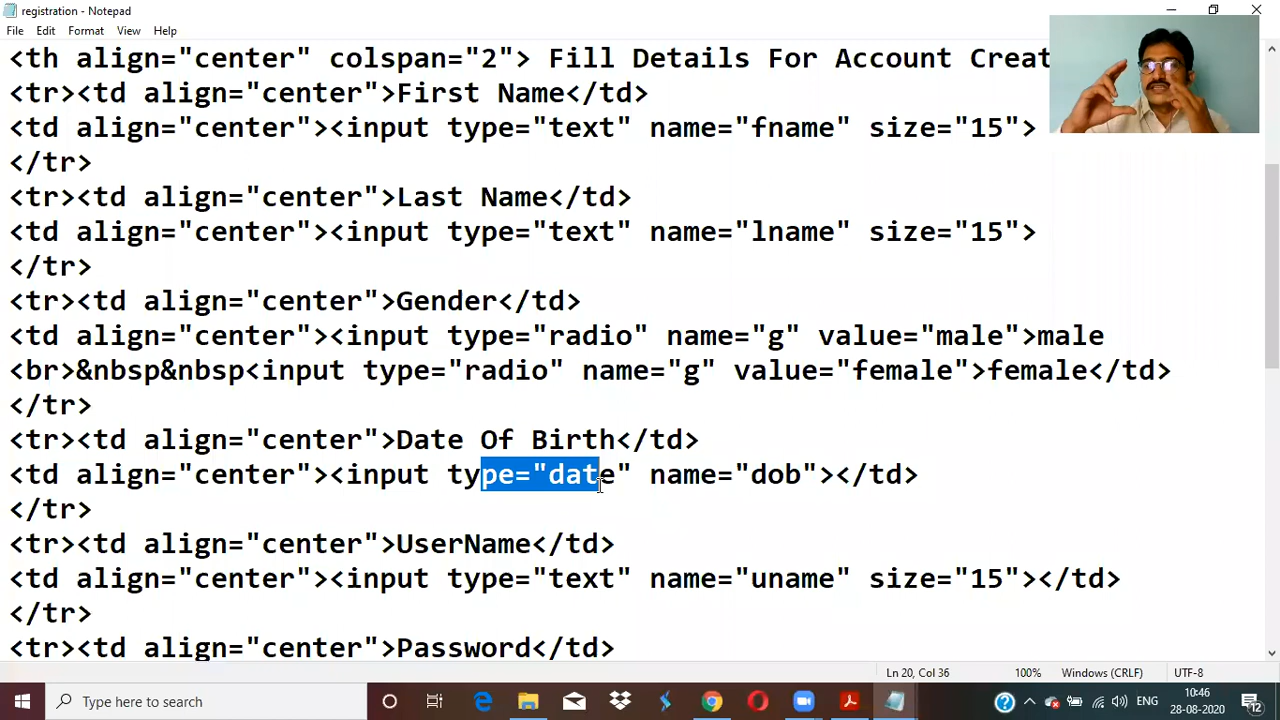 registration - Notepad
File Edit Format View Help
<th align="center" colspan="2"> Fill Details For Account Creat
<tr><td align="center">First Name</td>
<td align="center"><input type="text" name="fname" size="15">
</tr>
<tr><td align="center">Last Name</td>
<td align="center"><input type="text" name="lname" size="15">
</tr>
<tr><td align="center">Gender</td>
<td align="center"><input type="radio" name="g" value="male">male
<br>&nbsp&nbsp<input type="radio" name="g" value="female">female</td>
</tr>
<tr><td align="center">Date Of Birth</td>
<td align="center"><input type="date" name="dob"></td>
</tr>
<tr><td align="center">UserName</td>
<td align="center"><input type="text" name="uname" size="15"></td>
</tr>
<tr><td align="center">Password</td>
Ln 20, Col 36 100% Windows (CRLF) UTF-8
Type here to search
ENG
10:46
28-08-2020
12